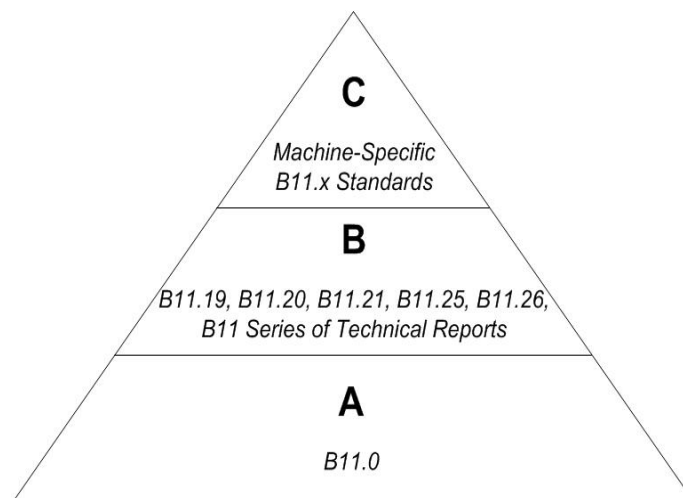 C
Machine-Specific
B11.x Standards
B
B11.19, B11.20, B11.21, B11.25, B11.26,
B11 Series of Technical Reports
A
B11.0